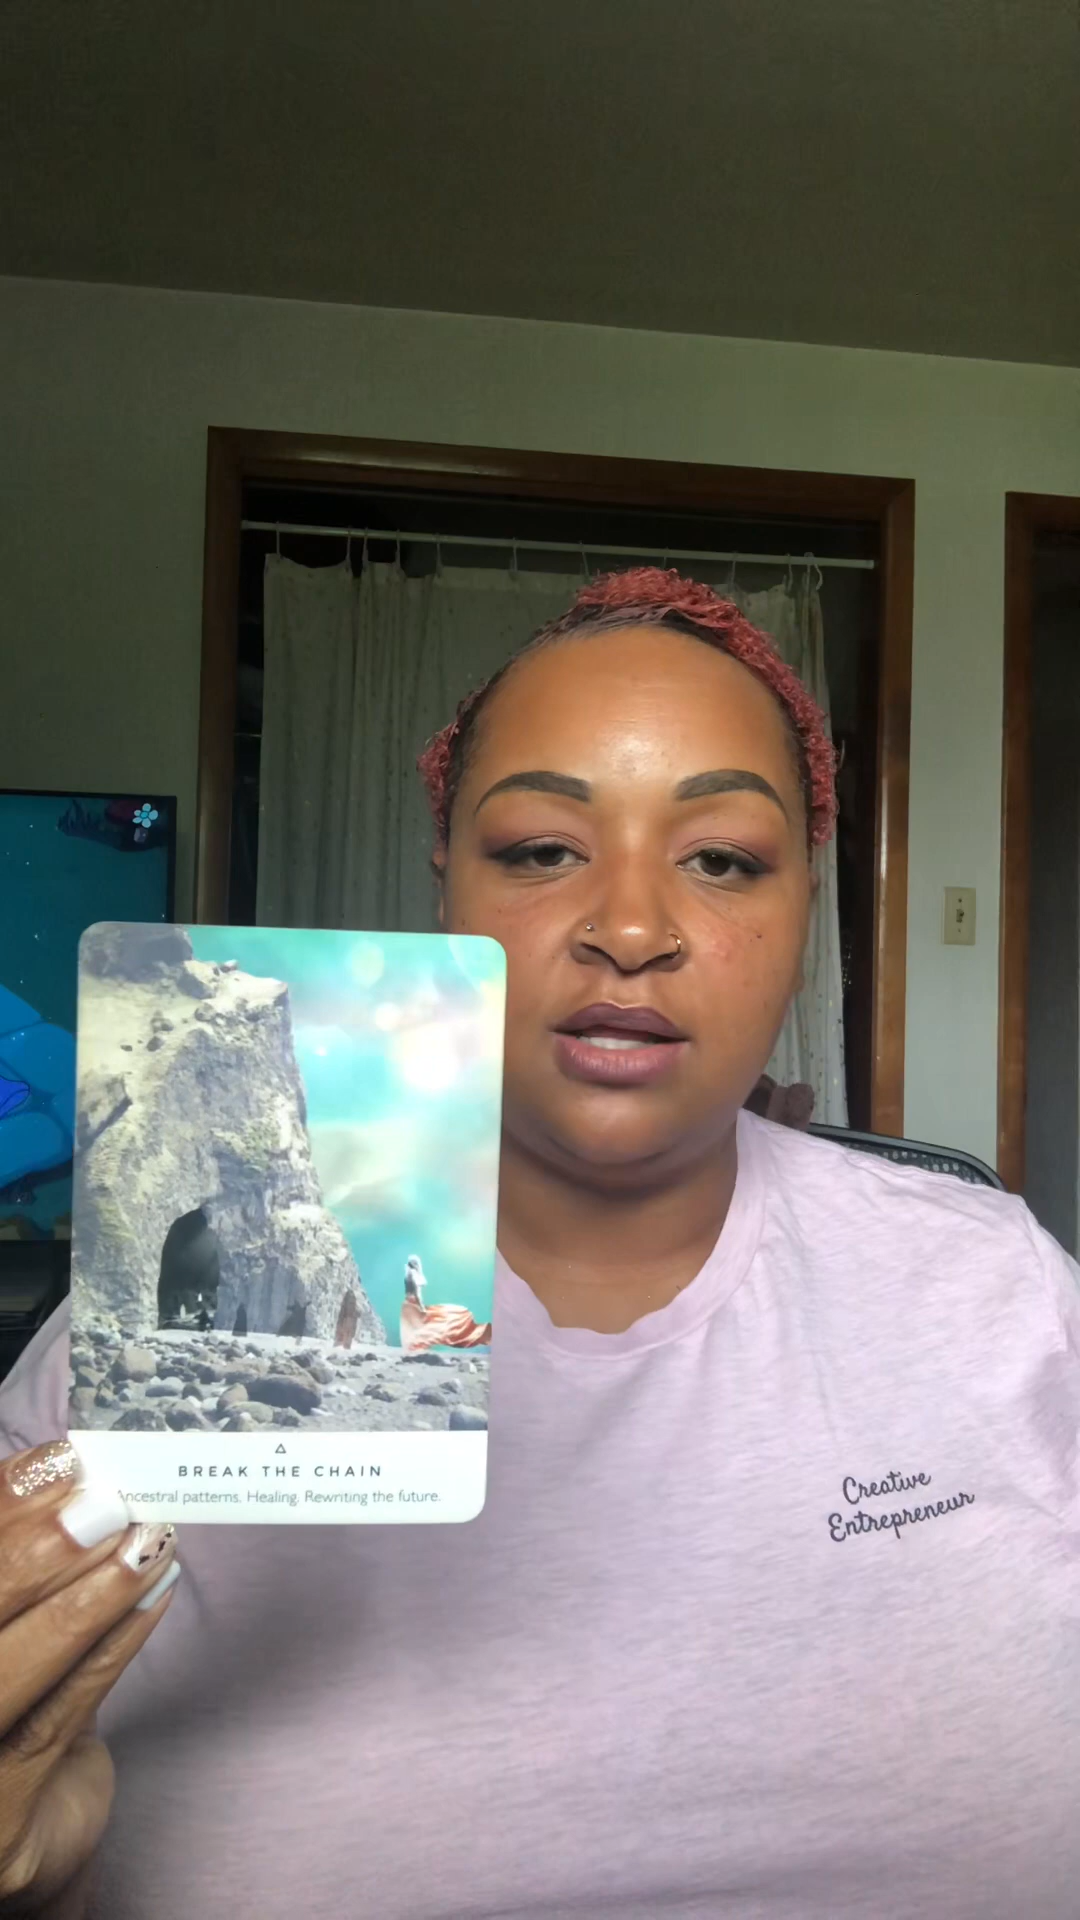 BREAK THE CHAIN
Ancestral patterns. Healing. Rewriting the future.
Creative
Entrepreneur